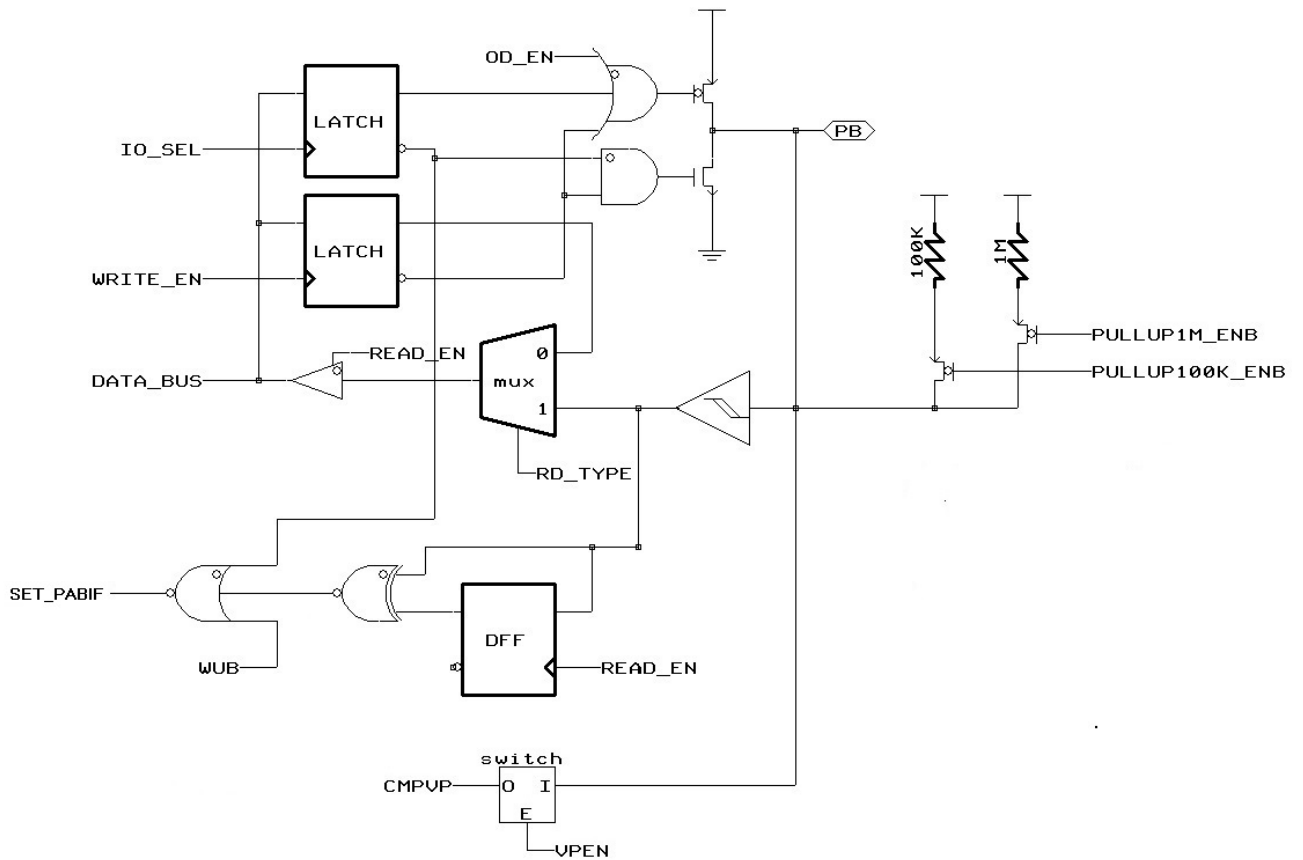 OD_EN
PB
LATCH
IO_SEL
LATCH
WRITE_EN
100K
1M
PULLUP1M_ENB
READ_EN
0
PULLUP100K_ENB
DATA_BUS
mux
1
RD_TYPE
SET_PABIF
DFF
WUB
READ_EN
switch
CMPVP
O I
E
VPEN